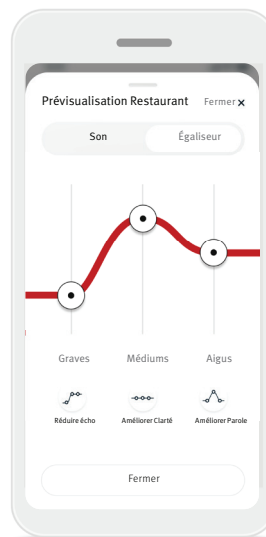 Prévisualisation Restaurant Fermer ×
Son Égaliseur
Graves Médiums Aigus
Réduire écho Améliorer Clarté Améliorer Parole
Fermer